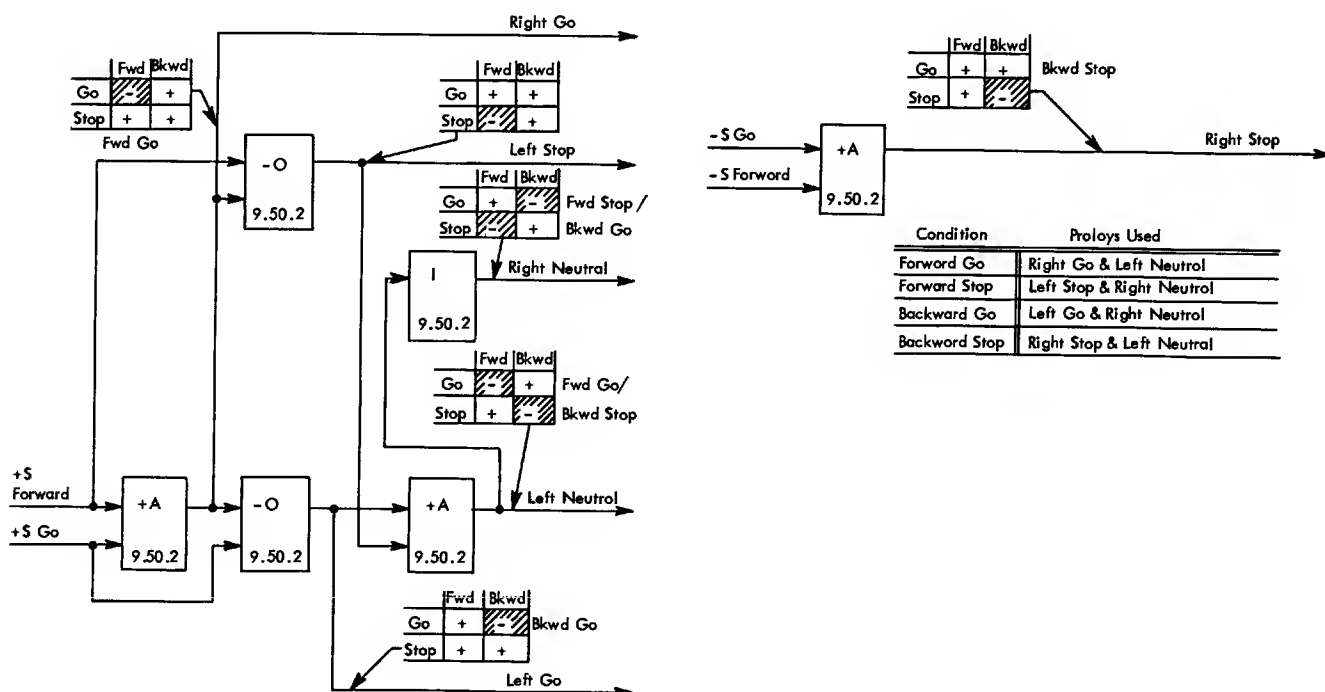 Right Go
Fwd Bkwd
Go - +
Stop + +
Fwd Go
Fwd Bkwd
Go + +
Stop - +
-O
9.50.2
Left Stop
Fwd Bkwd
Go + - Fwd Stop /
Stop - + Bkwd Go
I
9.50.2
Right Neutral
Fwd Bkwd
Go - + Fwd Go/
Stop + - Bkwd Stop
+S
Forward
+S Go
+A
9.50.2
-O
9.50.2
+A
9.50.2
Left Neutrol
Fwd Bkwd
Go + - Bkwd Go
Stop + +
Left Go
Fwd Bkwd
Go + + Bkwd Stop
Stop + -
-S Go
-S Forward
+A
9.50.2
Right Stop
Condition Proloys Used
Forward Go Right Go & Left Neutrol
Forward Stop Left Stop & Right Neutrol
Backward Go Left Go & Right Neutrol
Backword Stop Right Stop & Left Neutral